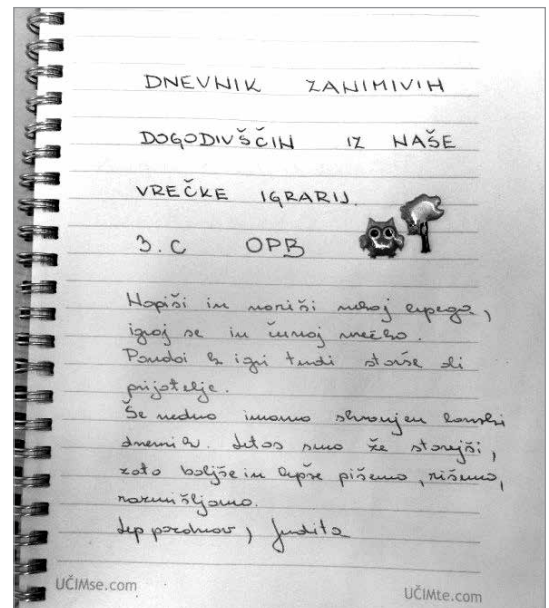 DNEVNIK ZANIMIVIH
DOGODIVŠČIN IZ NAŠE
VREČKE IGRARIJ.
3. C OPB
Napiši in nariši nekaj lepega,
igraj se in čuvaj vrečko.
Povabi k igri tudi starše ali
prijatelje.
Še vedno imamo shranjen lanski
dnevnik. Letos smo že starejši,
zato boljše in lepše pišemo, rišemo,
razmišljamo.
Lep pozdrav, Judita
UČIMse.com
UČIMte.com